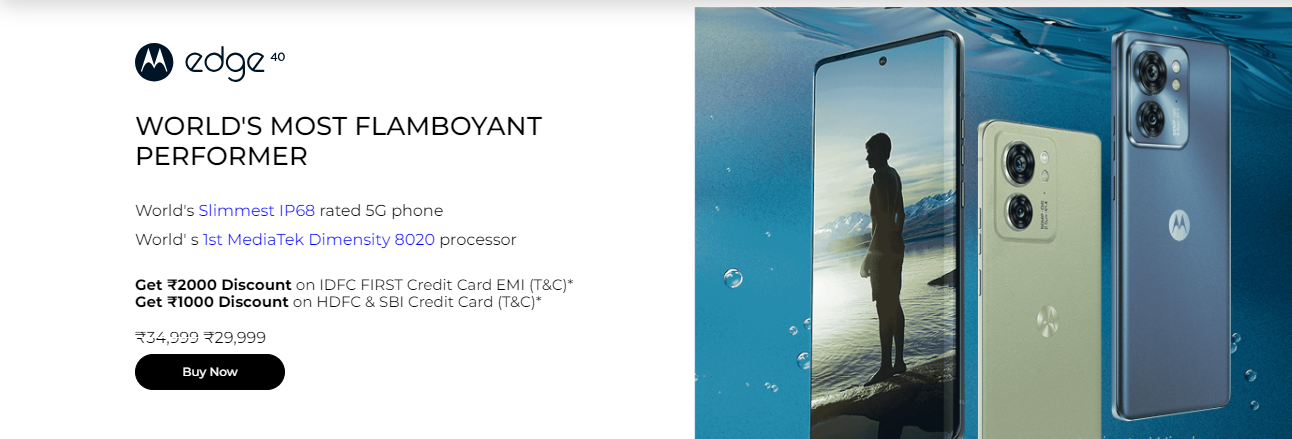 edge 40
WORLD'S MOST FLAMBOYANT
PERFORMER
World's Slimmest IP68 rated 5G phone
World' s 1st MediaTek Dimensity 8020 processor
Get ₹2000 Discount on IDFC FIRST Credit Card EMI (T&C)*
Get ₹1000 Discount on HDFC & SBI Credit Card (T&C)*
₹34,999 ₹29,999
Buy Now